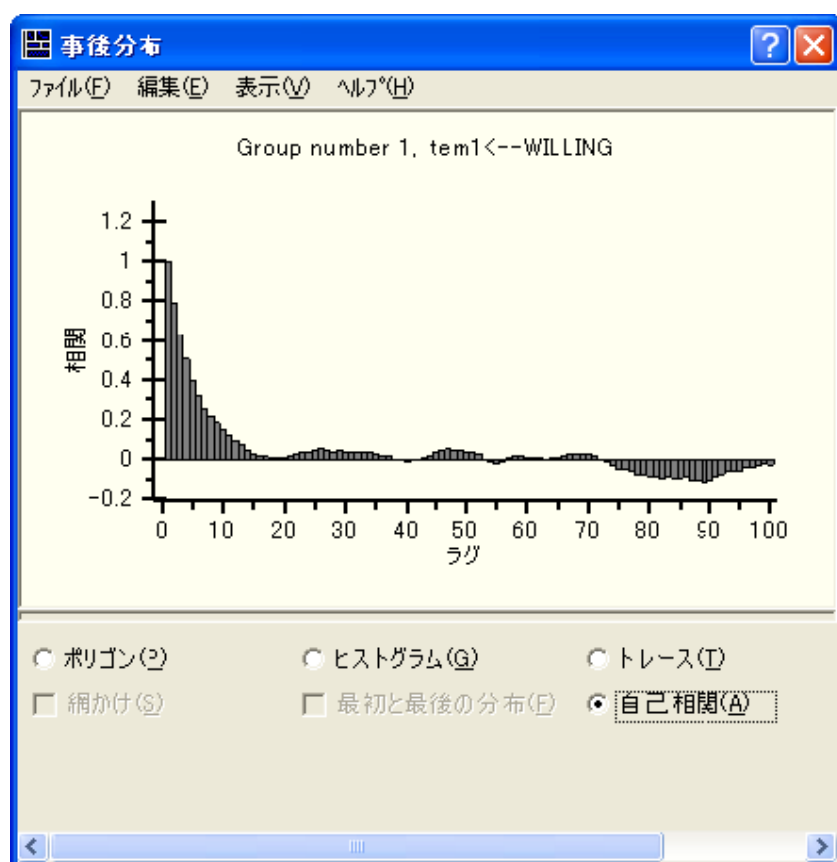 事後分布
ファイル(F) 編集(E) 表示(V) ヘルプ(H)
Group number 1, tem1<--WILLING
1.2
1
0.8
0.6
0.4
0.2
0
-0.2
相関
0 10 20 30 40 50 60 70 80 90 100
ラグ
ポリゴン(P) ヒストグラム(G) トレース(T)
網かけ(S) 最初と最後の分布(F) 自己相関(A)